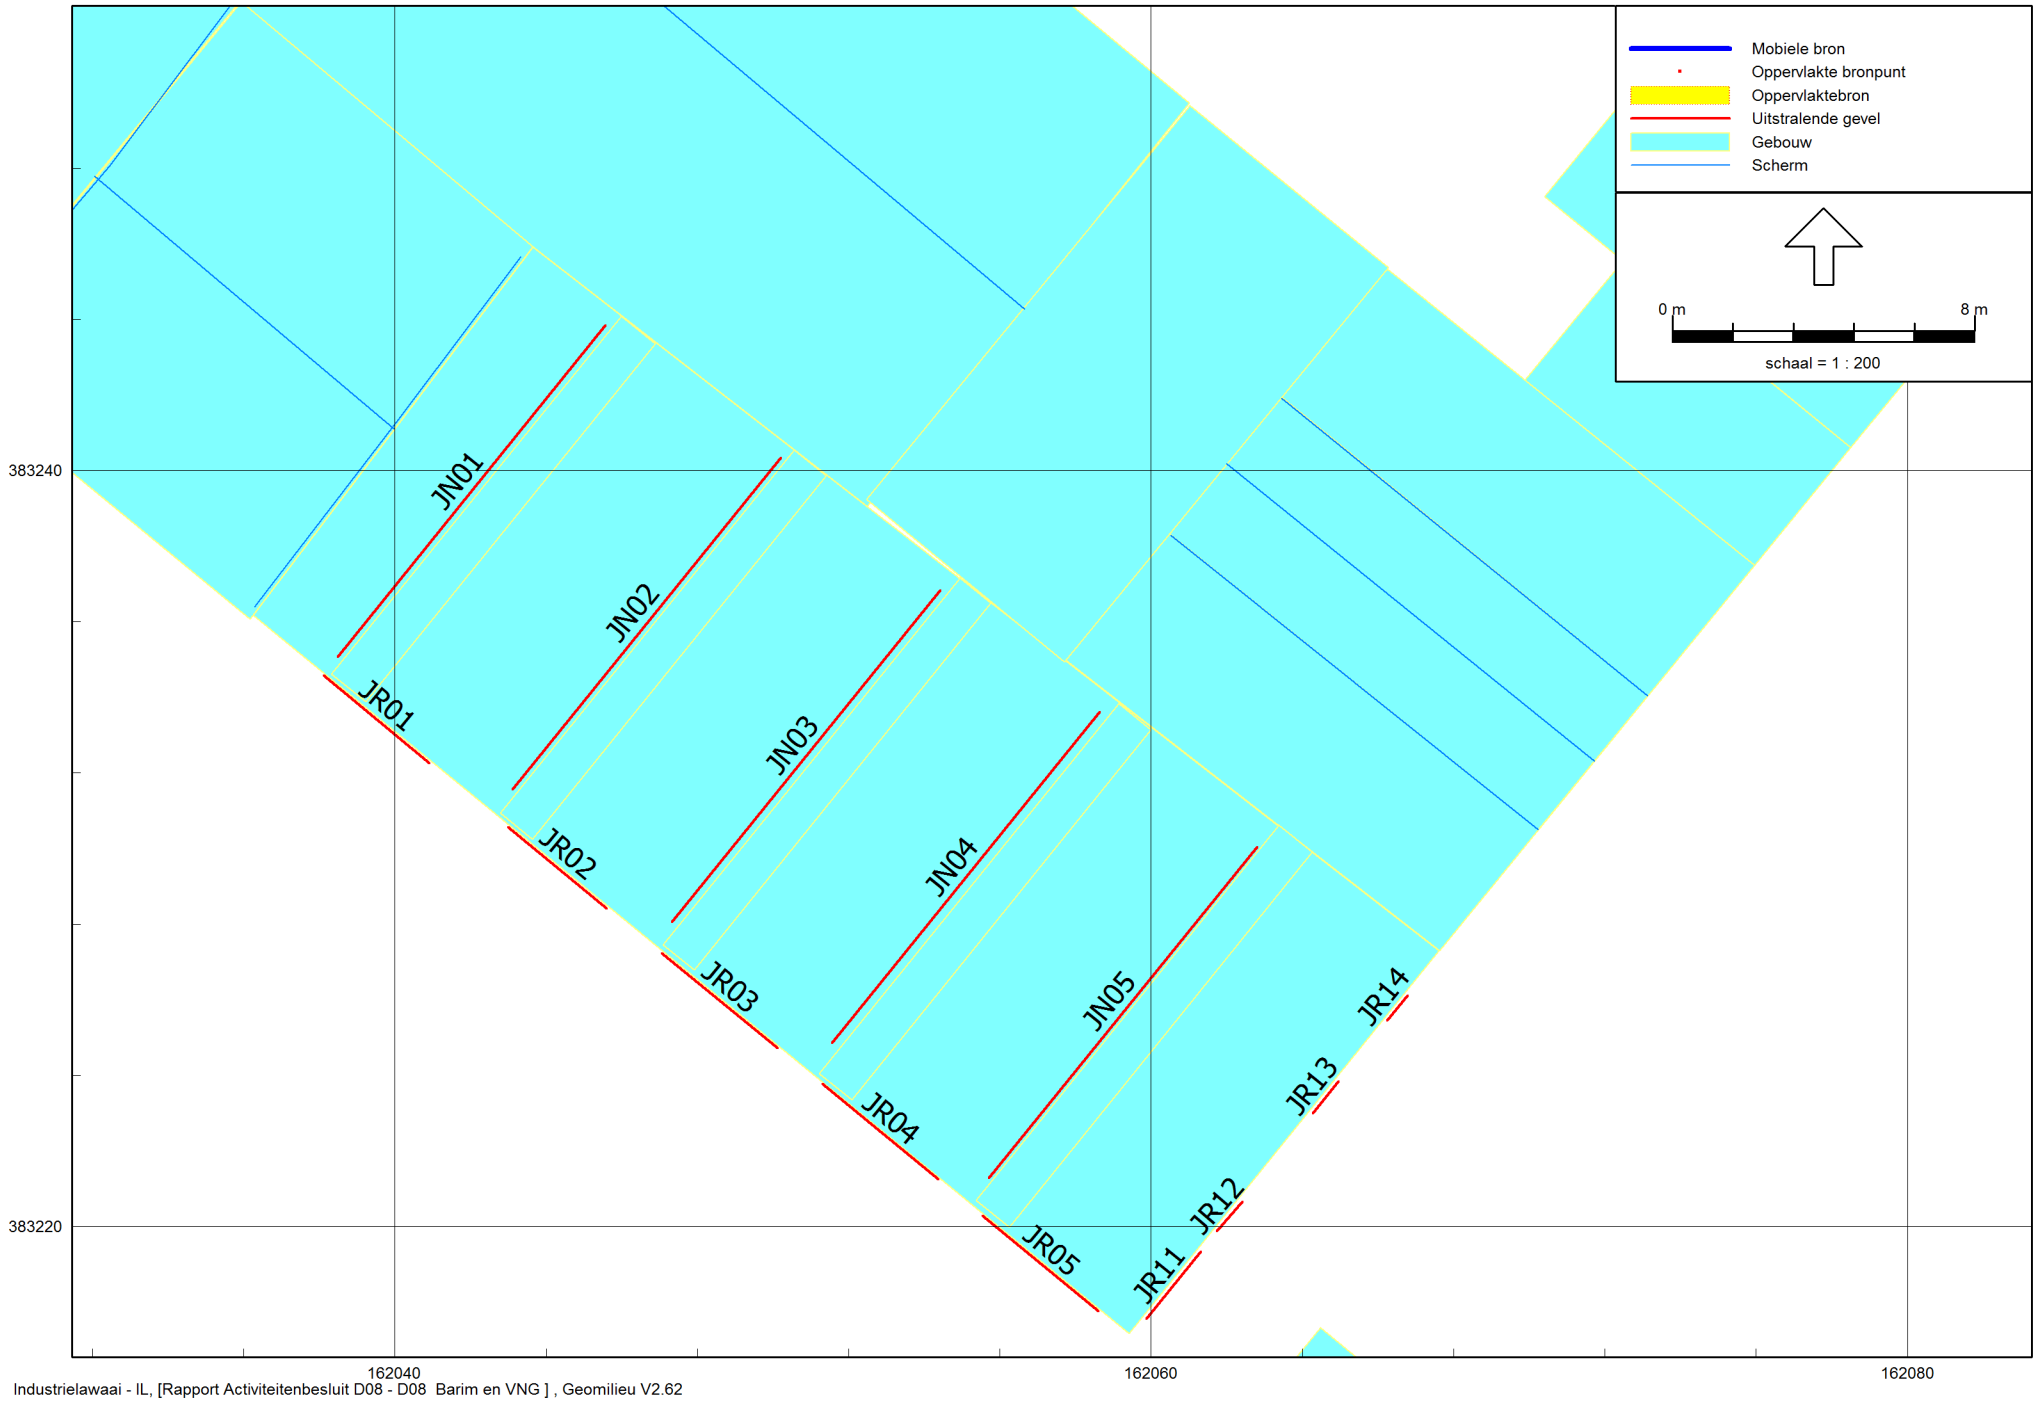 Mobiele bron
Oppervlakte bronpunt
Oppervlaktebron
Uitstralende gevel
Gebouw
Scherm
0 m
8 m
schaal = 1 : 200
383240
JN01
JN02
JR01
JN03
JR02
JN04
JR03
JN05
JR14
JR13
JR04
JR12
383220
JR05
JR11
162040
162060
162080
Industrielawaai - IL, [Rapport Activiteitenbesluit D08 - D08  Barim en VNG ] , Geomilieu V2.62